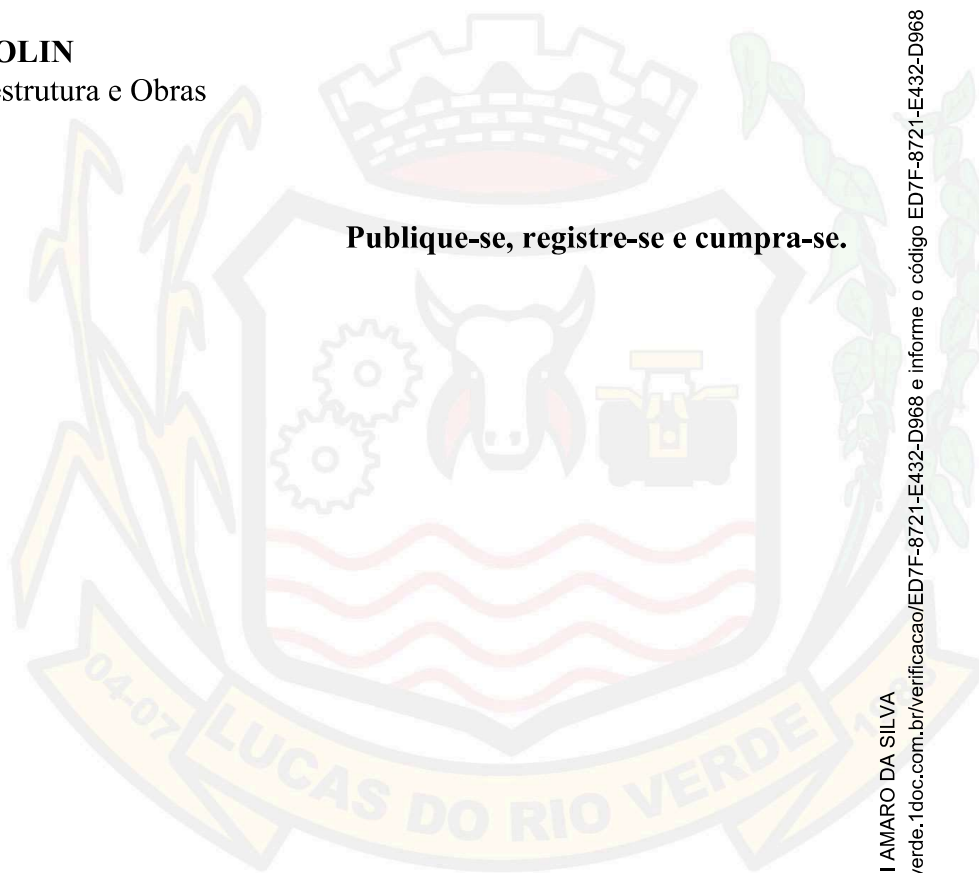 OLIN
estrutura e Obras
Publique-se, registre-se e cumpra-se.
04-07
LUCAS DO RIO VERDE
I AMARO DA SILVA
verde.1doc.com.br/verificacao/ED7F-8721-E432-D968 e informe o código ED7F-8721-E432-D968